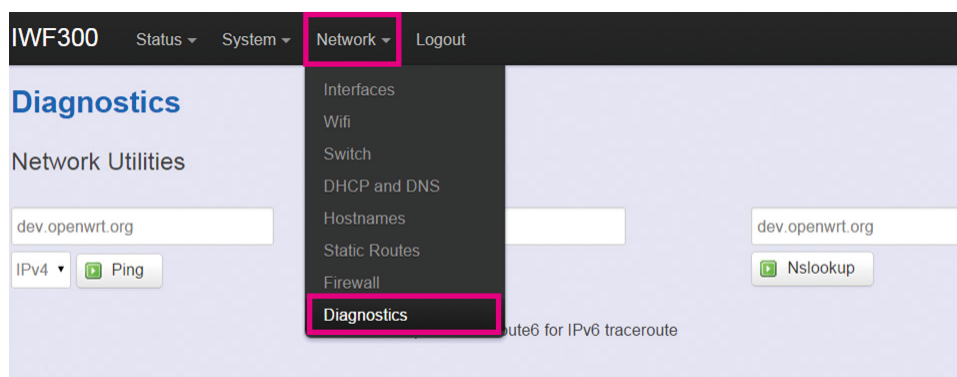 IWF300 Status System Network Logout
Interfaces
Diagnostics
Wifi
Network Utilities
Switch
DHCP and DNS
Hostnames
dev.openwrt.org dev.openwrt.org
Static Routes
IPv4 Ping Nslookup
Firewall
Diagnostics
for IPv6 traceroute